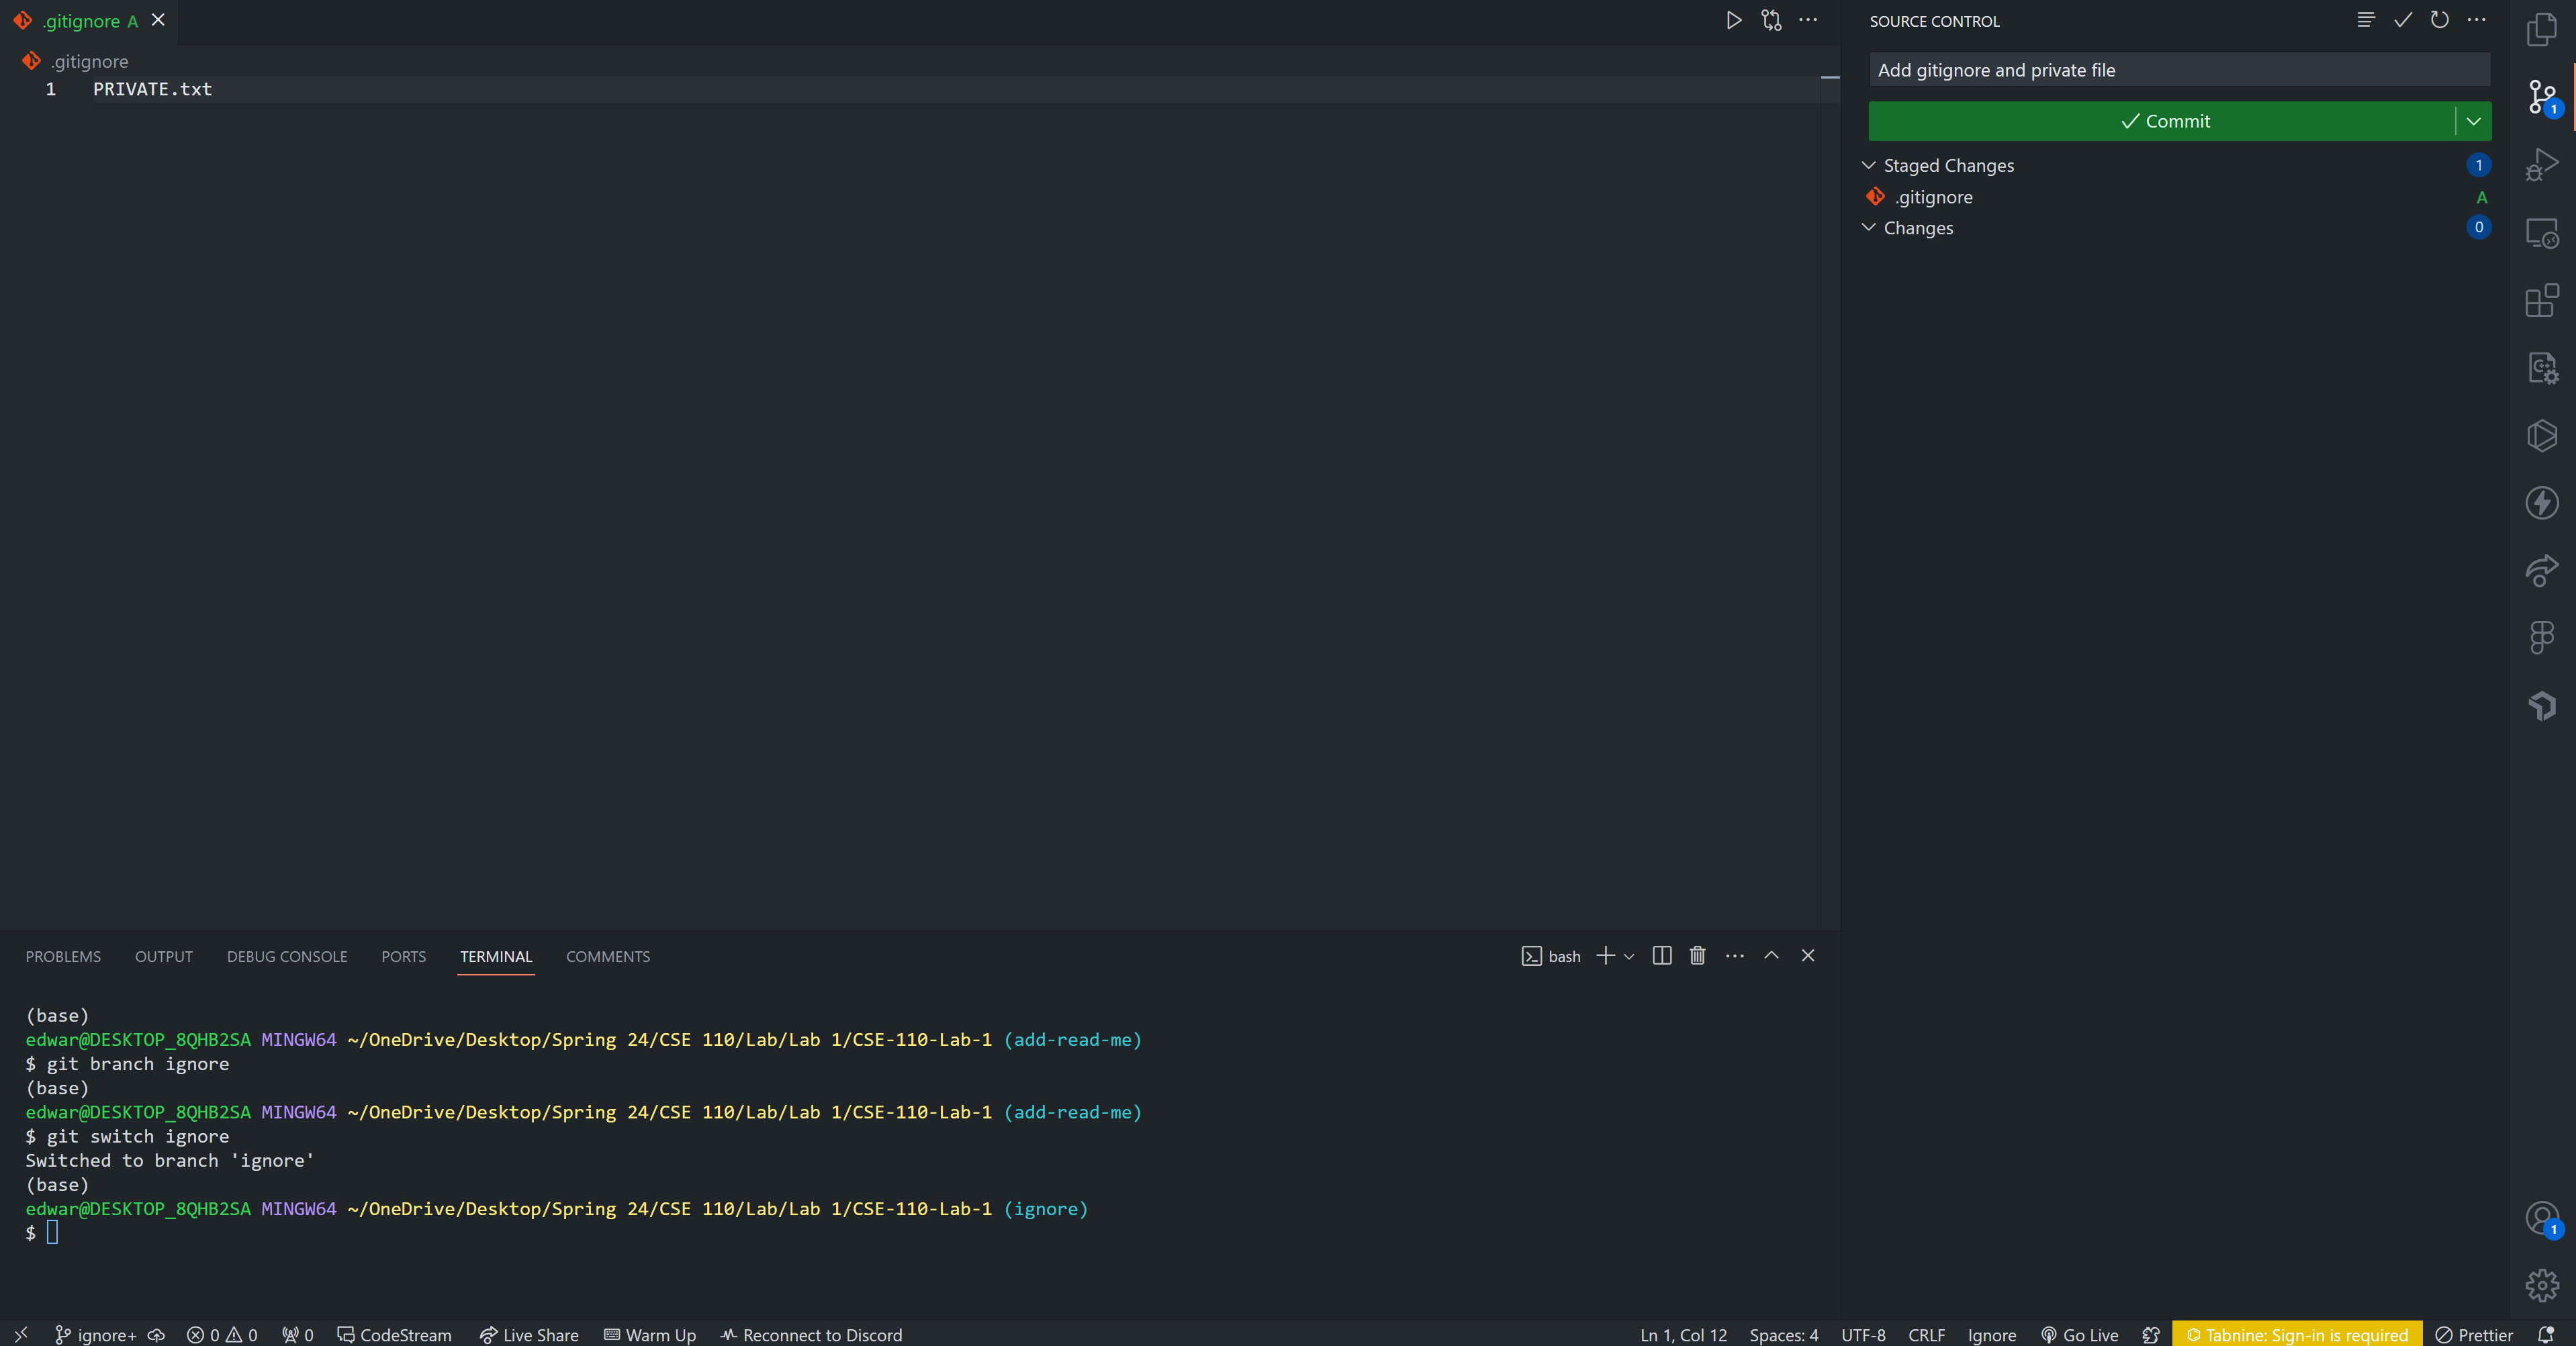 .gitignore A
.gitignore
1 PRIVATE.txt
SOURCE CONTROL
Add gitignore and private file
Commit
Staged Changes 1
.gitignore A
Changes 0
1
PROBLEMS OUTPUT DEBUG CONSOLE PORTS TERMINAL COMMENTS
bash
(base)
edwar@DESKTOP_8QHB2SA MINGW64 ~/OneDrive/Desktop/Spring 24/CSE 110/Lab/Lab 1/CSE-110-Lab-1 (add-read-me)
$ git branch ignore
(base)
edwar@DESKTOP_8QHB2SA MINGW64 ~/OneDrive/Desktop/Spring 24/CSE 110/Lab/Lab 1/CSE-110-Lab-1 (add-read-me)
$ git switch ignore
Switched to branch 'ignore'
(base)
edwar@DESKTOP_8QHB2SA MINGW64 ~/OneDrive/Desktop/Spring 24/CSE 110/Lab/Lab 1/CSE-110-Lab-1 (ignore)
$
1
ignore+ 0 0 0 CodeStream Live Share Warm Up Reconnect to Discord Ln 1, Col 12 Spaces: 4 UTF-8 CRLF Ignore Go Live Tabnine: Sign-in is required Prettier